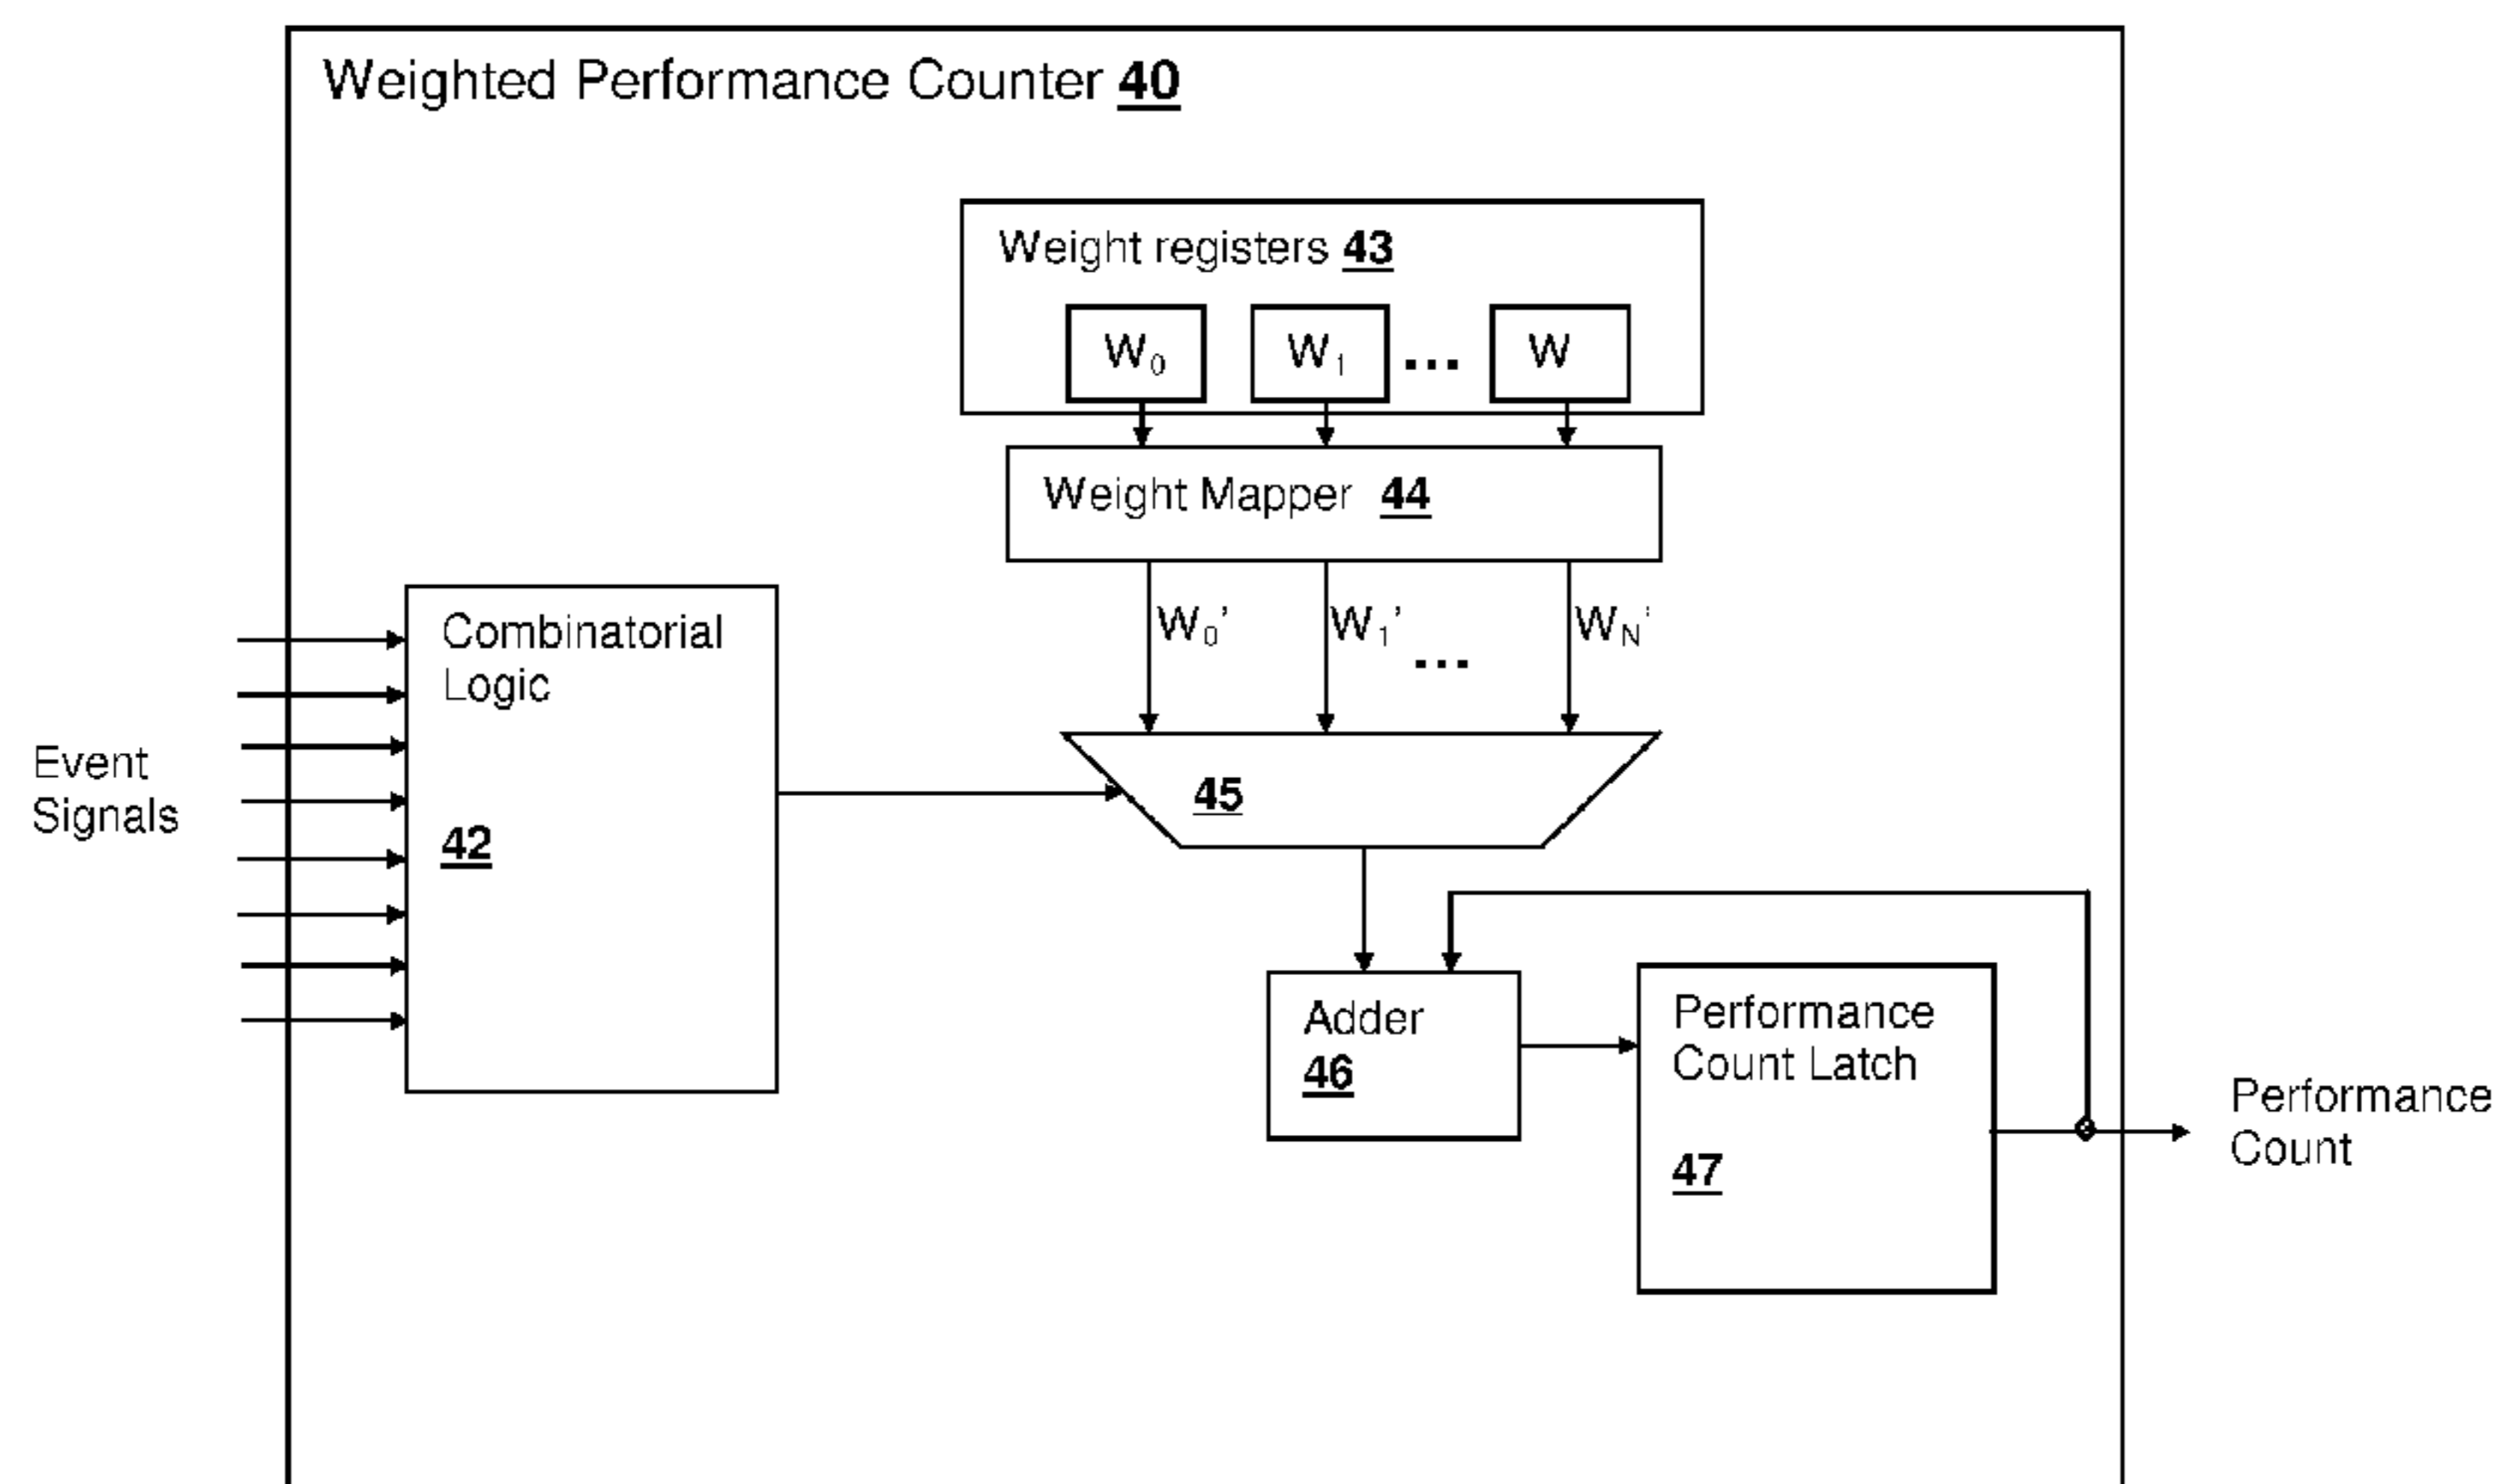 Weighted Performance Counter 40
Weight registers 43
W₀ W₁ ... W
Weight Mapper 44
W₀’ W₁’ ... W_N’
Combinatorial
Logic
42
Event
Signals
45
Adder
46
Performance
Count Latch
47
Performance
Count